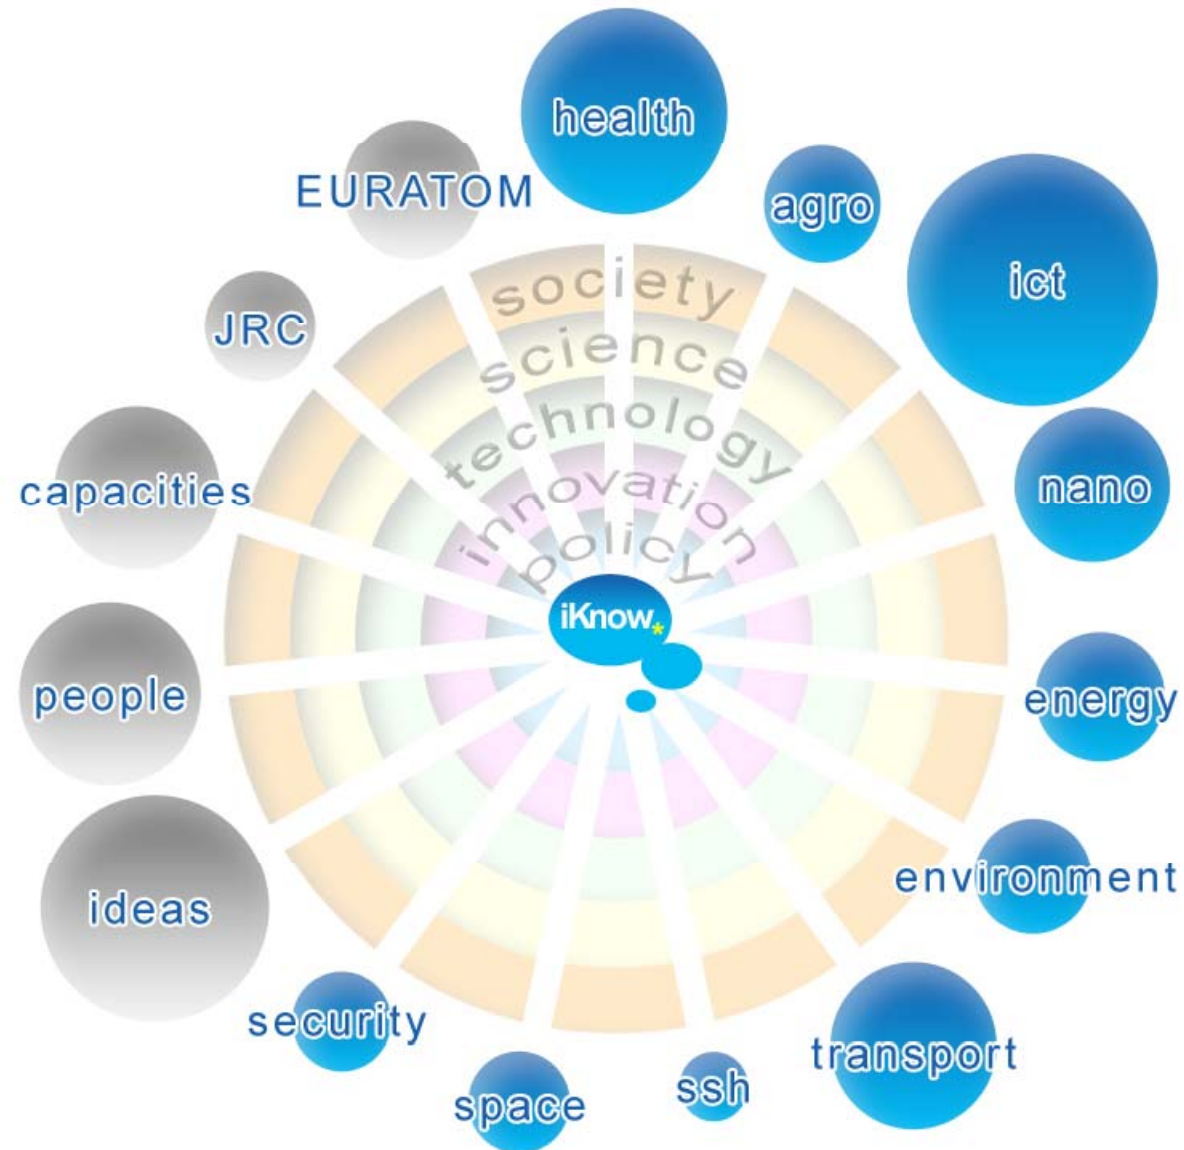 health
agro
ict
nano
energy
environment
transport
ssh
space
security
ideas
people
capacities
JRC
EURATOM
society
science
technology
innovation
policy
iKnow*